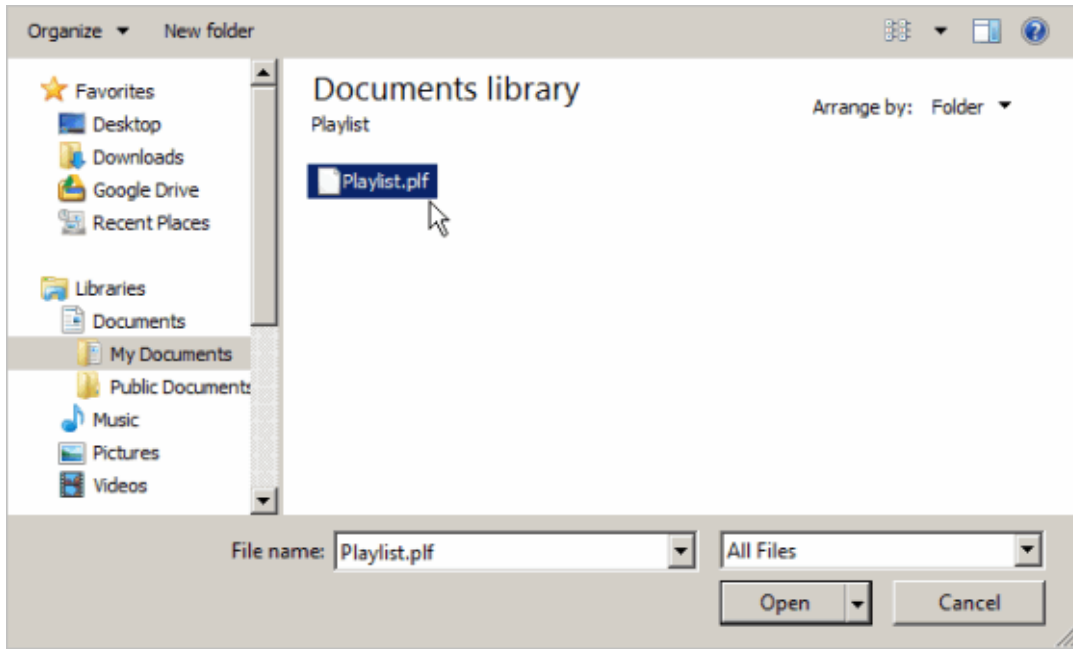 Organize New folder
Favorites
Desktop
Downloads
Google Drive
Recent Places
Libraries
Documents
My Documents
Public Documents
Music
Pictures
Videos
Documents library
Playlist
Arrange by: Folder
Playlist.plf
File name: Playlist.plf
All Files
Open
Cancel